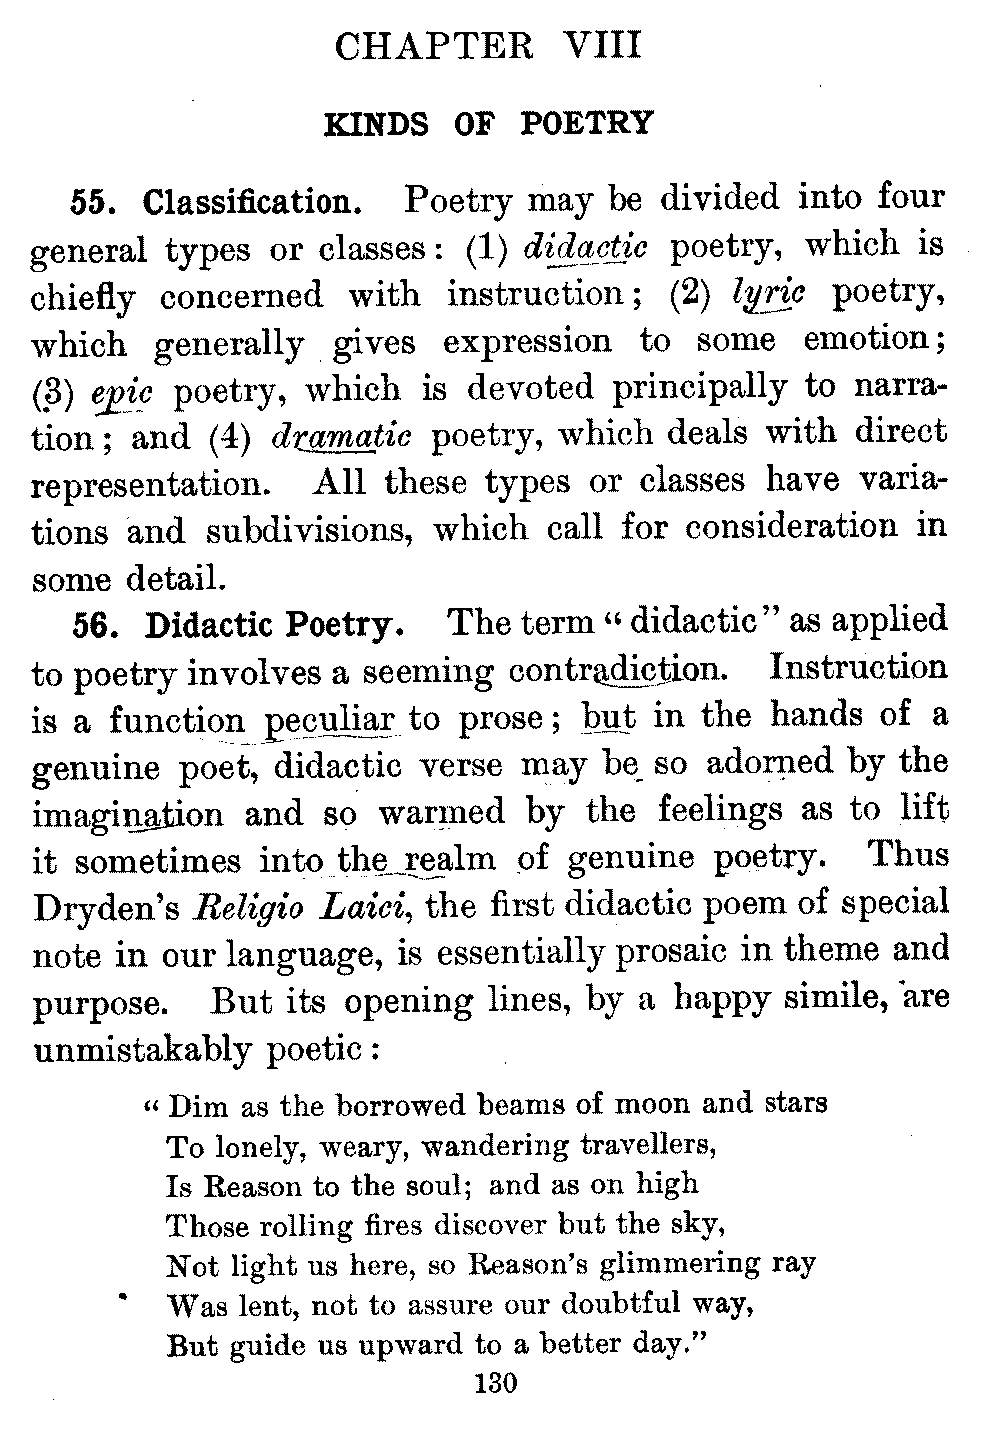 CHAPTER VIII
KINDS OF POETRY
55. Classification. Poetry may be divided into four
general types or classes: (1) didactic poetry, which is
chiefly concerned with instruction; (2) lyric poetry,
which generally gives expression to some emotion;
(3) epic poetry, which is devoted principally to narra-
tion; and (4) dramatic poetry, which deals with direct
representation. All these types or classes have varia-
tions and subdivisions, which call for consideration in
some detail.
56. Didactic Poetry. The term "didactic" as applied
to poetry involves a seeming contradiction. Instruction
is a function peculiar to prose; but in the hands of a
genuine poet, didactic verse may be so adorned by the
imagination and so warmed by the feelings as to lift
it sometimes into the realm of genuine poetry. Thus
Dryden's Religio Laici, the first didactic poem of special
note in our language, is essentially prosaic in theme and
purpose. But its opening lines, by a happy simile, are
unmistakably poetic:
"Dim as the borrowed beams of moon and stars
To lonely, weary, wandering travellers,
Is Reason to the soul; and as on high
Those rolling fires discover but the sky,
Not light us here, so Reason's glimmering ray
Was lent, not to assure our doubtful way,
But guide us upward to a better day."
130